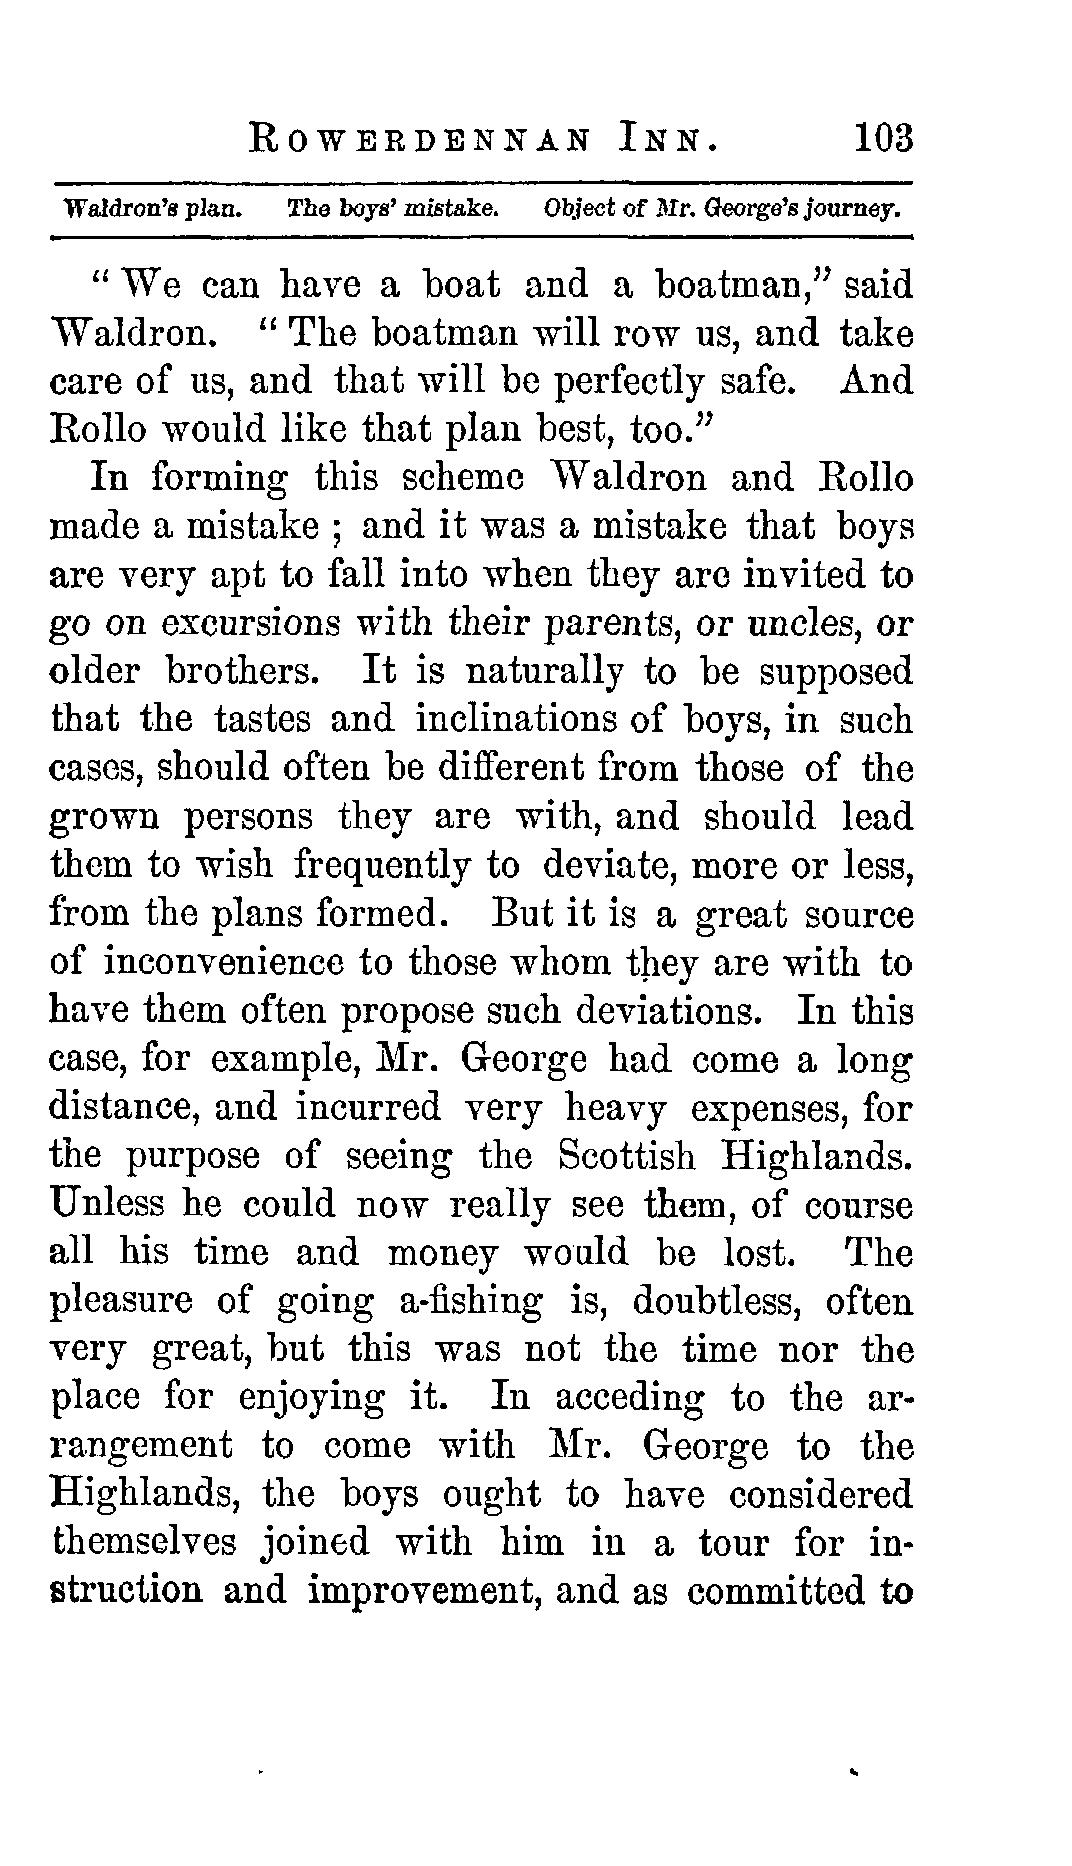 Rowerdennan Inn. 103
Waldron's plan. The boys' mistake. Object of Mr. George's journey.
“ We can have a boat and a boatman,” said
Waldron. “ The boatman will row us, and take
care of us, and that will be perfectly safe. And
Rollo would like that plan best, too.”
In forming this scheme Waldron and Rollo
made a mistake ; and it was a mistake that boys
are very apt to fall into when they are invited to
go on excursions with their parents, or uncles, or
older brothers. It is naturally to be supposed
that the tastes and inclinations of boys, in such
cases, should often be different from those of the
grown persons they are with, and should lead
them to wish frequently to deviate, more or less,
from the plans formed. But it is a great source
of inconvenience to those whom they are with to
have them often propose such deviations. In this
case, for example, Mr. George had come a long
distance, and incurred very heavy expenses, for
the purpose of seeing the Scottish Highlands.
Unless he could now really see them, of course
all his time and money would be lost. The
pleasure of going a-fishing is, doubtless, often
very great, but this was not the time nor the
place for enjoying it. In acceding to the ar-
rangement to come with Mr. George to the
Highlands, the boys ought to have considered
themselves joined with him in a tour for in-
struction and improvement, and as committed to